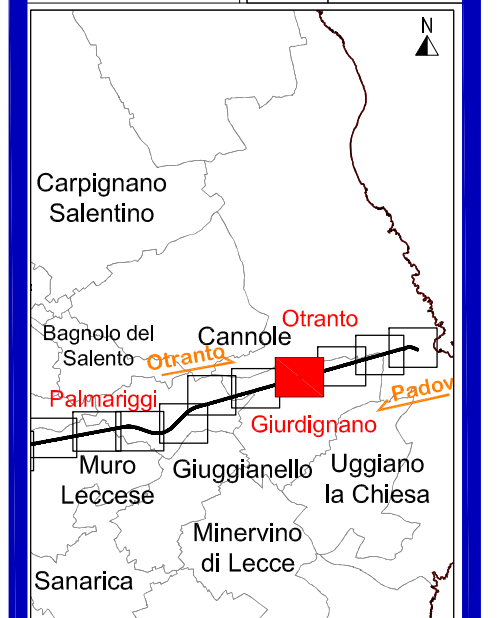 N
Carpignano
Salentino
Otranto
Cannole
Bagnolo del
Salento
Otranto
Padov
Palmariggi
Giurdignano
Muro
Leccese
Giuggianello
Uggiano
la Chiesa
Minervino
di Lecce
Sanarica